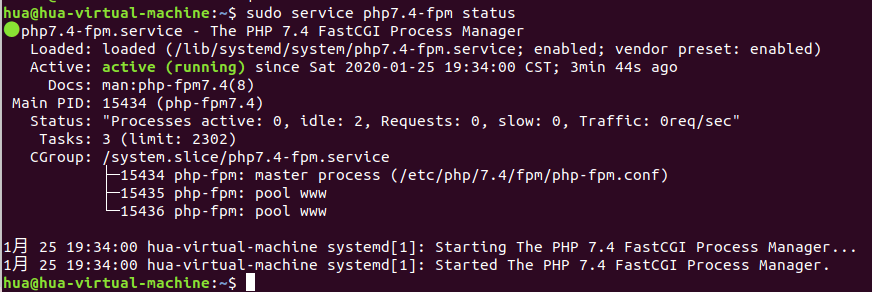 hua@hua-virtual-machine:~$ sudo service php7.4-fpm status
●php7.4-fpm.service - The PHP 7.4 FastCGI Process Manager
   Loaded: loaded (/lib/systemd/system/php7.4-fpm.service; enabled; vendor preset: enabled)
   Active: active (running) since Sat 2020-01-25 19:34:00 CST; 3min 44s ago
     Docs: man:php-fpm7.4(8)
 Main PID: 15434 (php-fpm7.4)
   Status: "Processes active: 0, idle: 2, Requests: 0, slow: 0, Traffic: 0req/sec"
    Tasks: 3 (limit: 2302)
   CGroup: /system.slice/php7.4-fpm.service
           ├─15434 php-fpm: master process (/etc/php/7.4/fpm/php-fpm.conf)
           ├─15435 php-fpm: pool www
           └─15436 php-fpm: pool www
1月 25 19:34:00 hua-virtual-machine systemd[1]: Starting The PHP 7.4 FastCGI Process Manager...
1月 25 19:34:00 hua-virtual-machine systemd[1]: Started The PHP 7.4 FastCGI Process Manager.
hua@hua-virtual-machine:~$